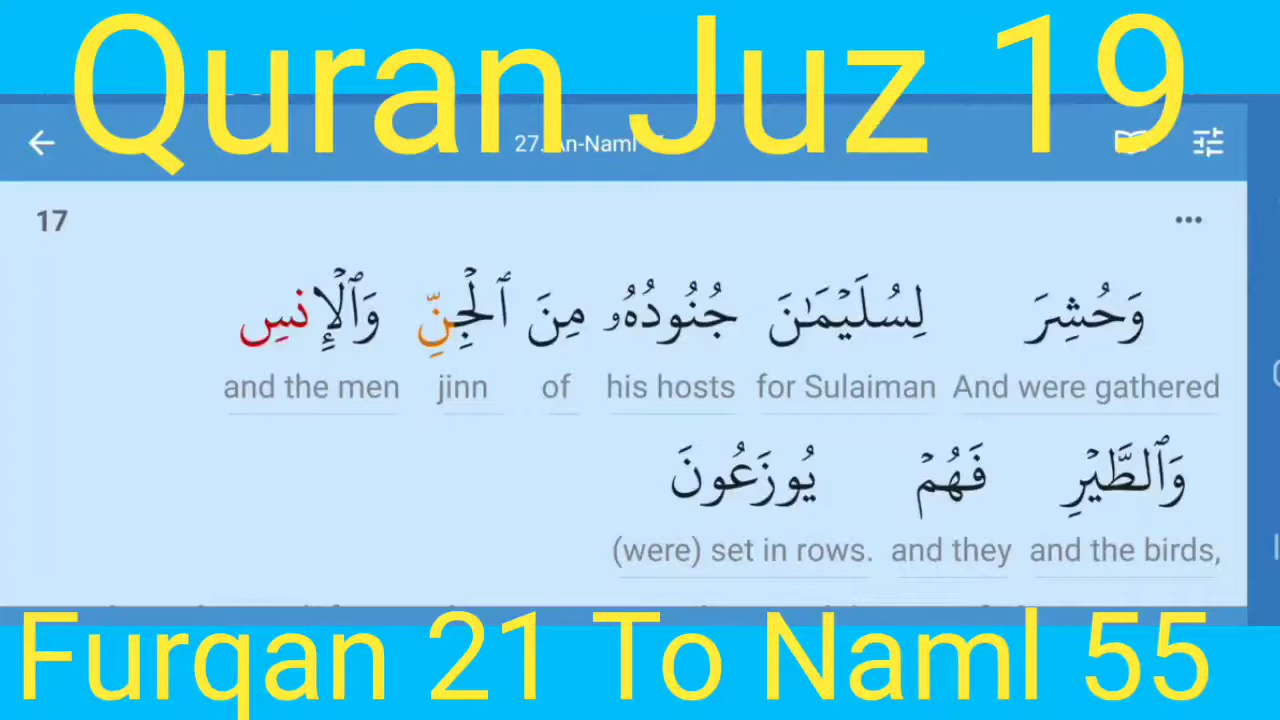 Quran Juz 19
27. An-Naml
17
وَحُشِرَ لِسُلَيْمَـٰنَ جُنُودُهُۥ مِنَ ٱلْجِنِّ وَٱلْإِنسِ
And were gathered for Sulaiman his hosts of jinn and the men
وَٱلطَّيْرِ فَهُمْ يُوزَعُونَ
and the birds, and they (were) set in rows.
Furqan 21 To Naml 55